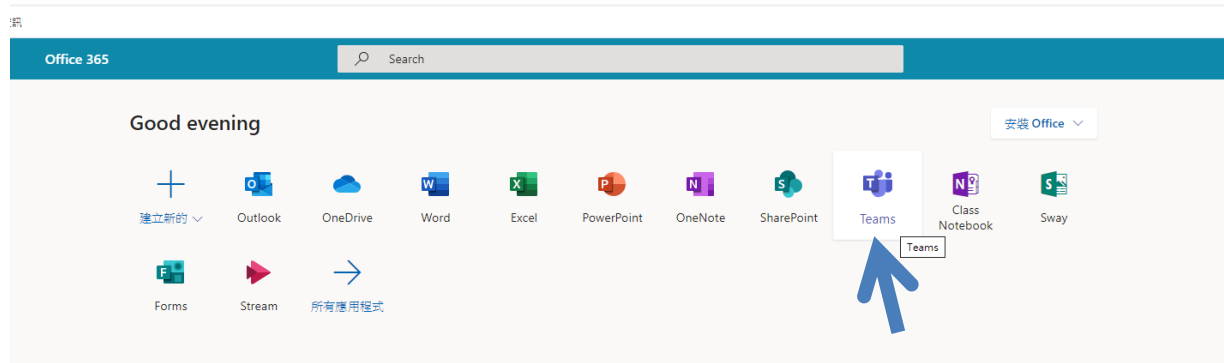 Office 365
Search
Good evening
安裝 Office
建立新的
Outlook
OneDrive
Word
Excel
PowerPoint
OneNote
SharePoint
Teams
Class
Notebook
Sway
Teams
Forms
Stream
所有應用程式